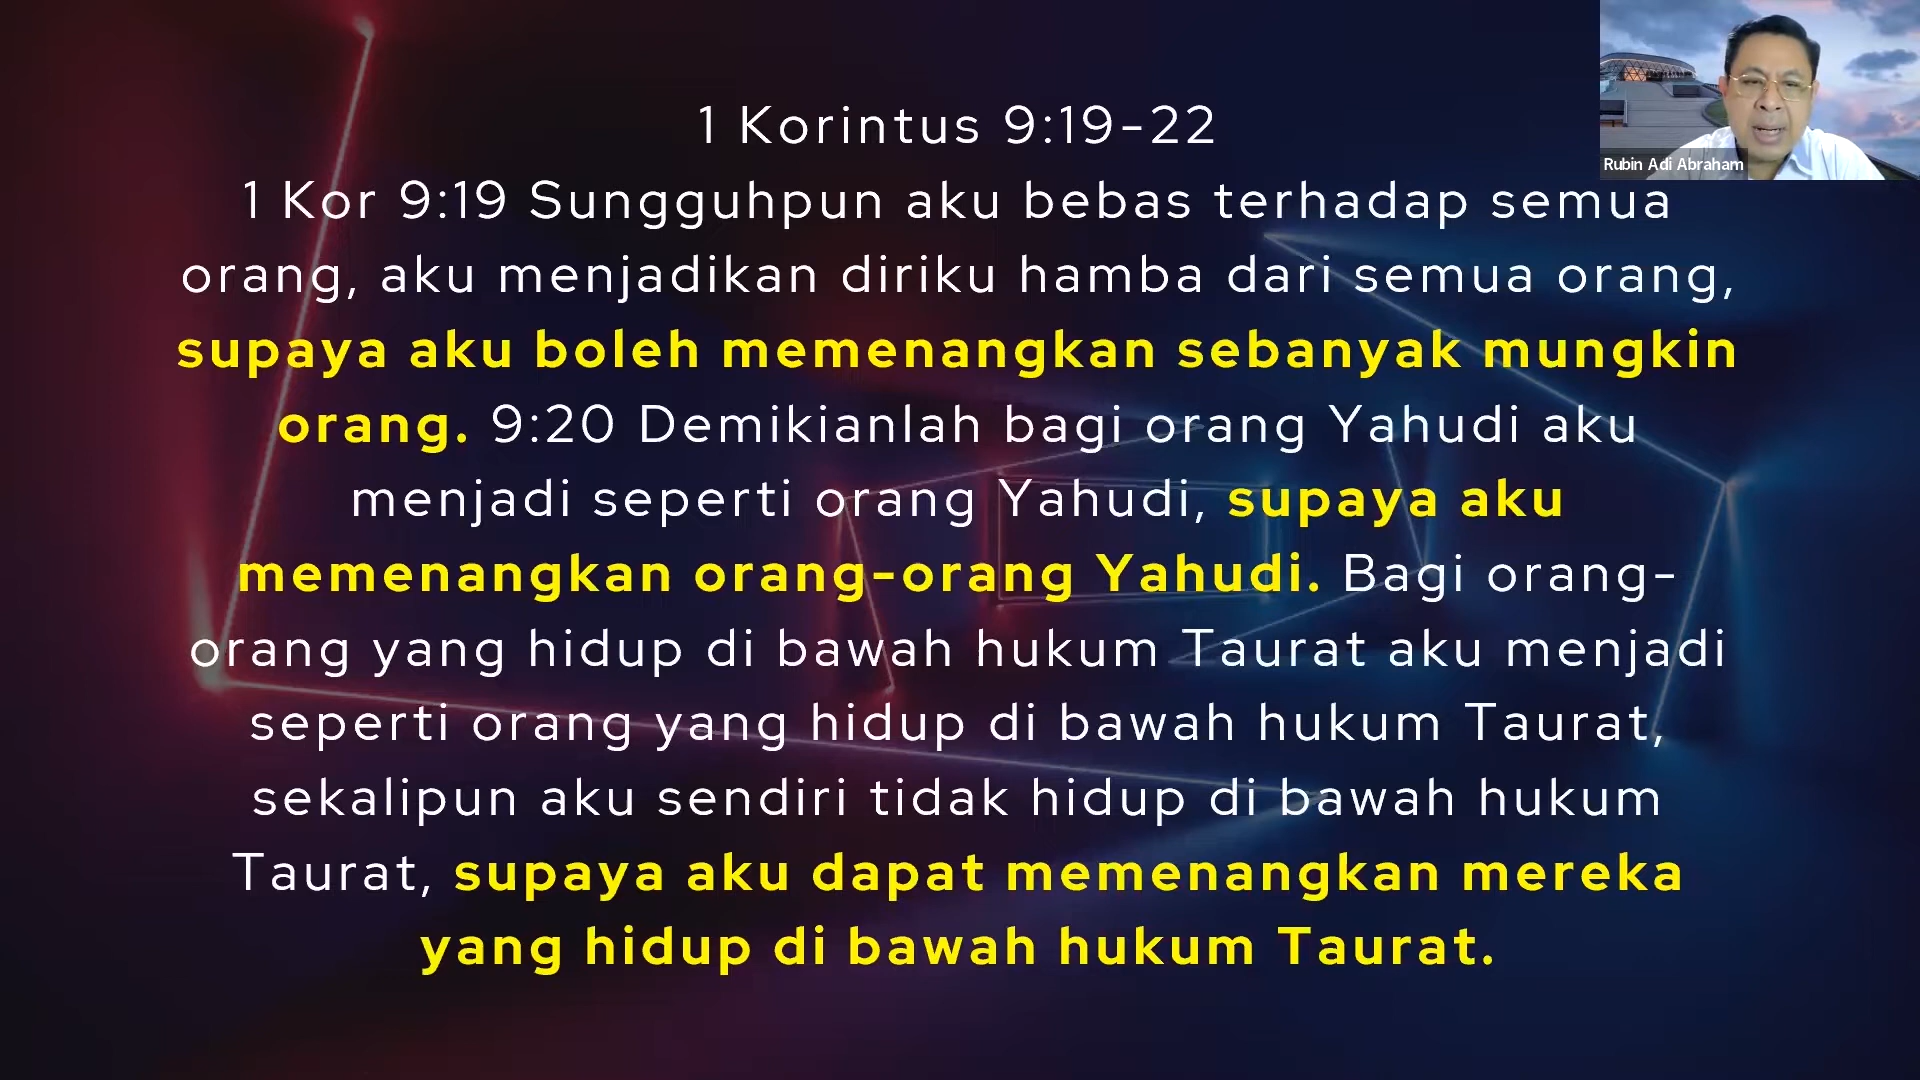 1 Korintus 9:19-22
1 Kor 9:19 Sungguhpun aku bebas terhadap semua
orang, aku menjadikan diriku hamba dari semua orang,
supaya aku boleh memenangkan sebanyak mungkin
orang. 9:20 Demikianlah bagi orang Yahudi aku
menjadi seperti orang Yahudi, supaya aku
memenangkan orang-orang Yahudi. Bagi orang-
orang yang hidup di bawah hukum Taurat aku menjadi
seperti orang yang hidup di bawah hukum Taurat,
sekalipun aku sendiri tidak hidup di bawah hukum
Taurat, supaya aku dapat memenangkan mereka
yang hidup di bawah hukum Taurat.
Rubin Adi Abraham